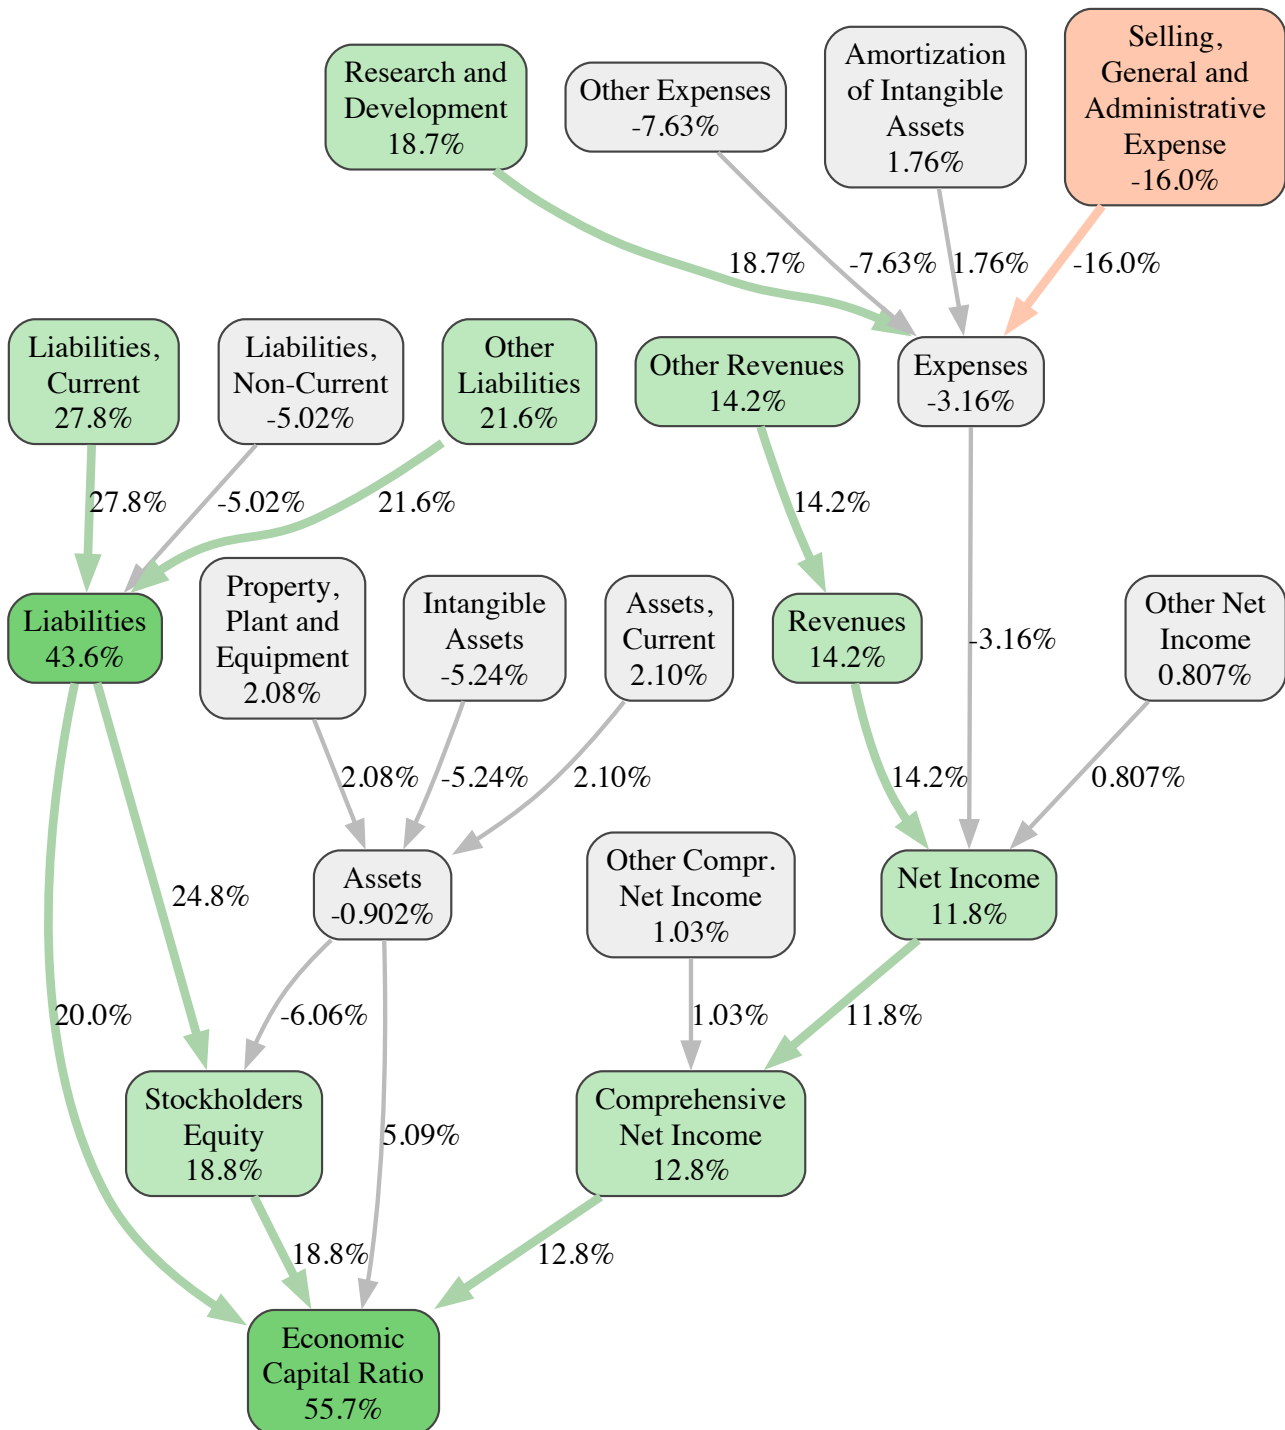 Research and
Development
18.7%
Other Expenses
-7.63%
Amortization
of Intangible
Assets
1.76%
Selling,
General and
Administrative
Expense
-16.0%
18.7%
-7.63%
1.76%
-16.0%
Liabilities,
Current
27.8%
Liabilities,
Non-Current
-5.02%
Other
Liabilities
21.6%
Other Revenues
14.2%
Expenses
-3.16%
27.8%
-5.02%
21.6%
14.2%
Liabilities
43.6%
Property,
Plant and
Equipment
2.08%
Intangible
Assets
-5.24%
Assets,
Current
2.10%
Revenues
14.2%
-3.16%
Other Net
Income
0.807%
2.08%
-5.24%
2.10%
14.2%
0.807%
24.8%
Assets
-0.902%
Other Compr.
Net Income
1.03%
Net Income
11.8%
20.0%
-6.06%
1.03%
11.8%
Stockholders
Equity
18.8%
5.09%
Comprehensive
Net Income
12.8%
18.8%
12.8%
Economic
Capital Ratio
55.7%